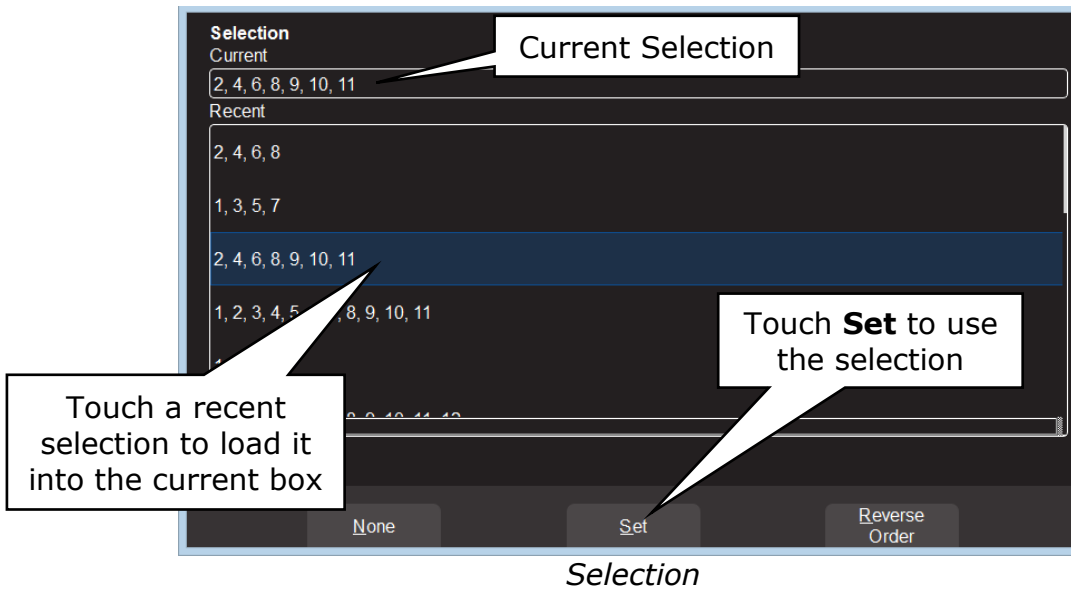 Selection
Current
Current Selection
2, 4, 6, 8, 9, 10, 11
Recent
2, 4, 6, 8
1, 3, 5, 7
2, 4, 6, 8, 9, 10, 11
1, 2, 3, 4, 5, 8, 9, 10, 11
Touch Set to use
the selection
Touch a recent
selection to load it
into the current box
None
Set
Reverse
Order
Selection